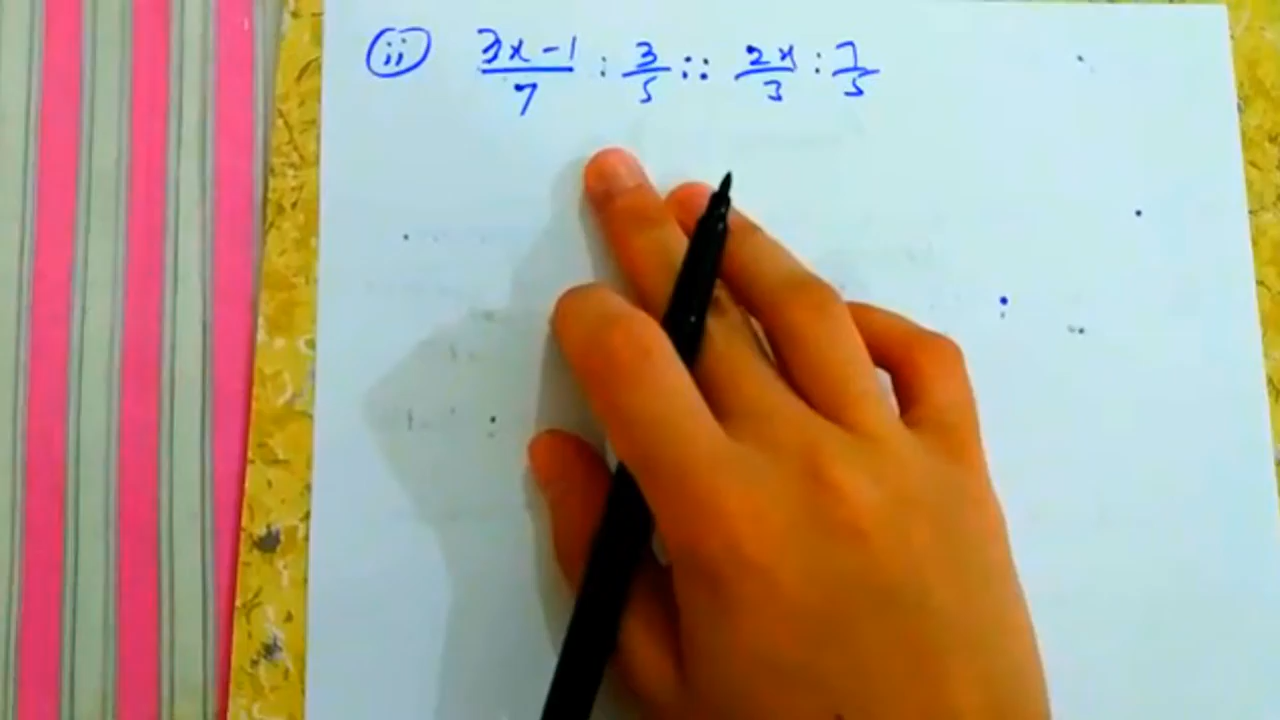 (ii) (3x-1)/7 : 3/5 :: 2x/3 : 7/5